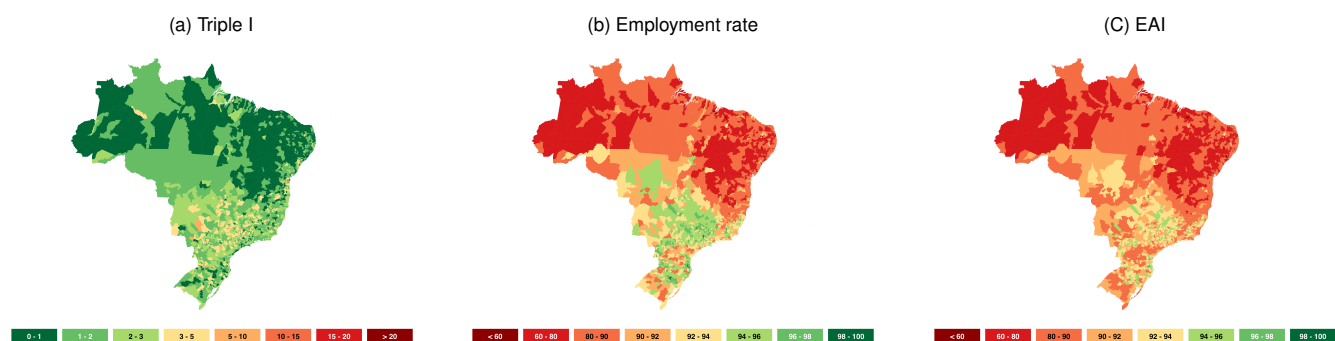 (a) Triple I
0 - 1 1 - 2 2 - 3 3 - 5 5 - 10 10 - 15 15 - 20 > 20
(b) Employment rate
< 60 60 - 80 80 - 90 90 - 92 92 - 94 94 - 96 96 - 98 98 - 100
(C) EAI
< 60 60 - 80 80 - 90 90 - 92 92 - 94 94 - 96 96 - 98 98 - 100